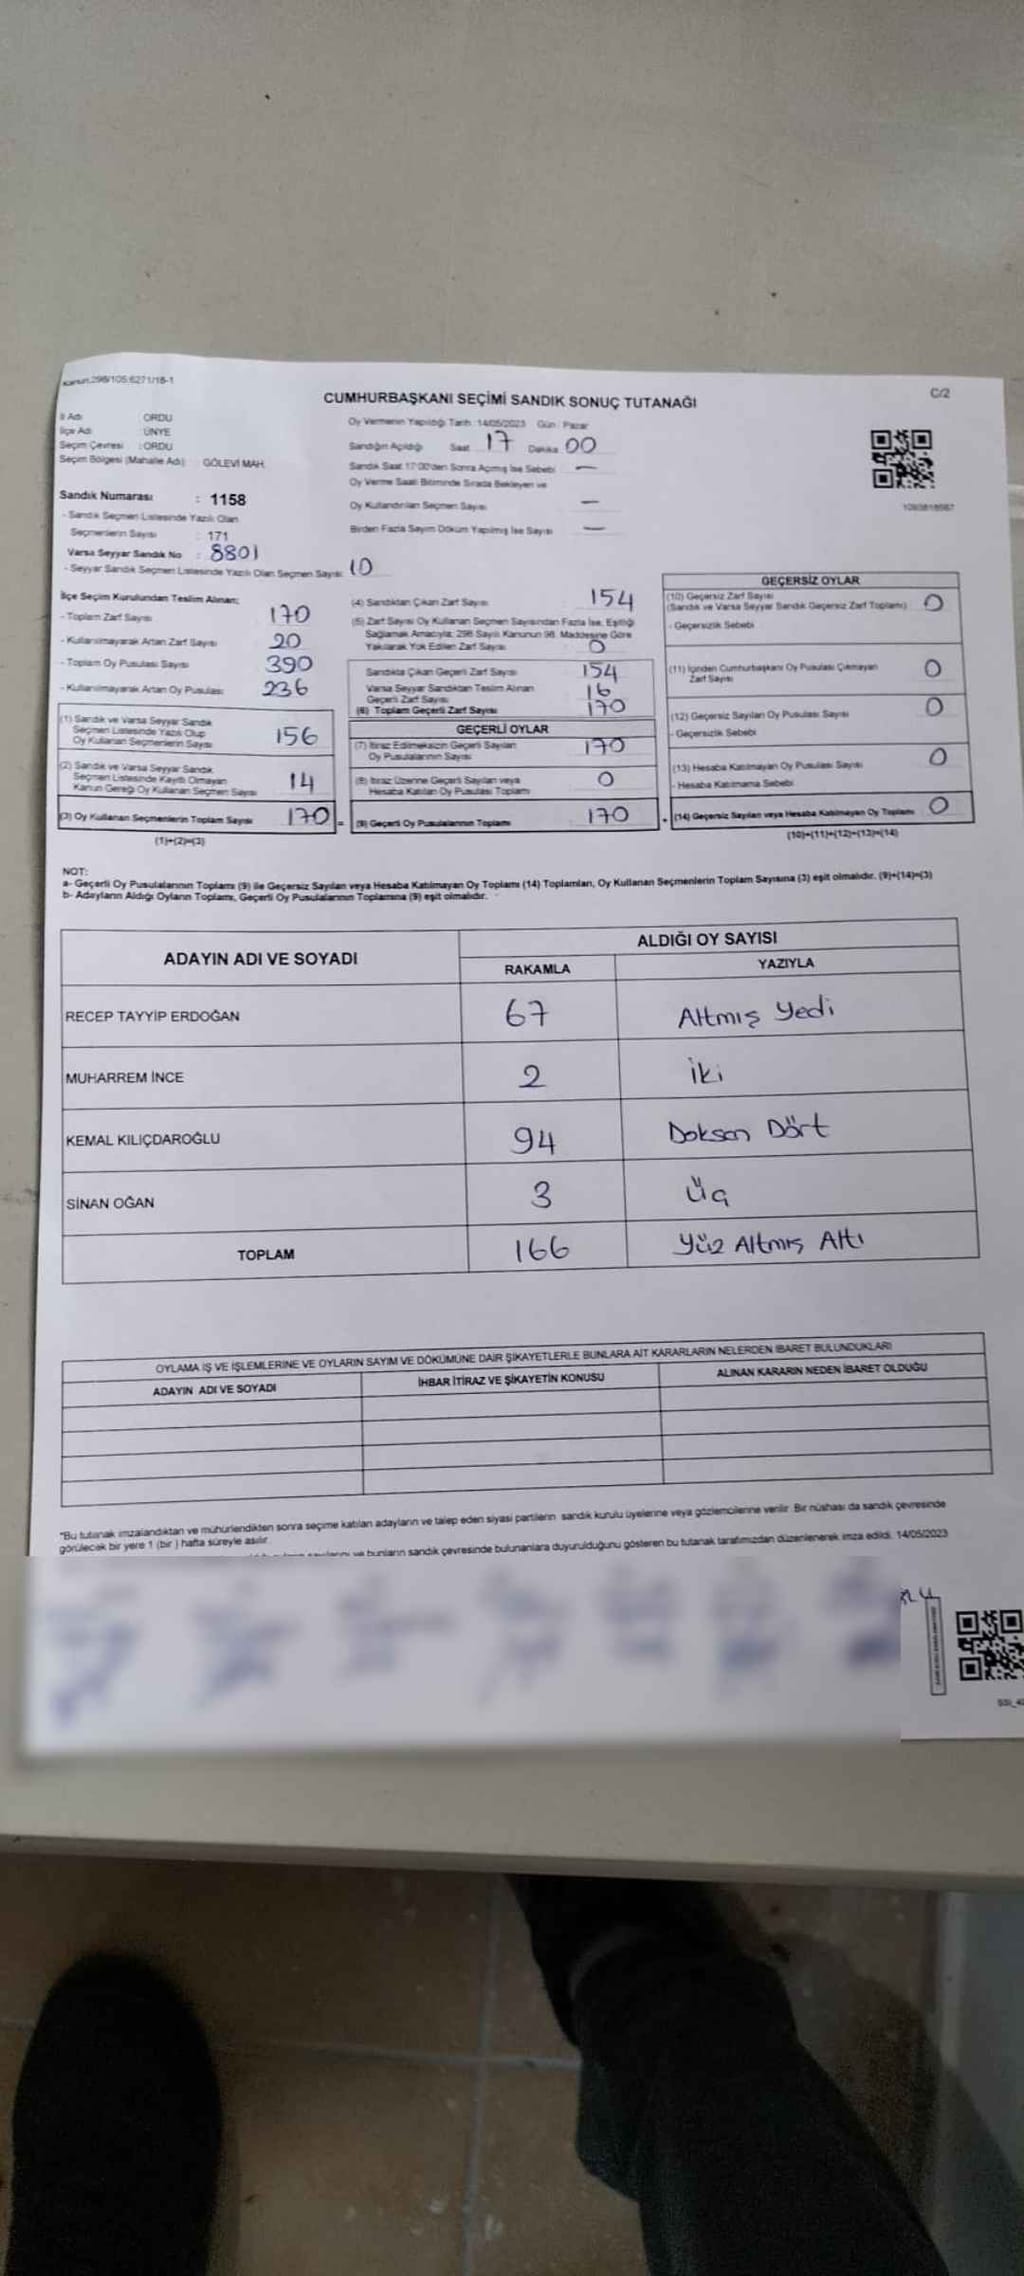 Kanun:298/105;6271/18-1
C/2
CUMHURBAŞKANI SEÇİMİ SANDIK SONUÇ TUTANAĞI
İl Adı : ORDU
İlçe Adı : ÜNYE
Seçim Çevresi : ORDU
Seçim Bölgesi (Mahalle Adı) : GÖLEVİ MAH.
Sandık Numarası : 1158
- Sandık Seçmen Listesinde Yazılı Olan
Seçmenlerin Sayısı : 171
Varsa Seyyar Sandık No : 8801
- Seyyar Sandık Seçmen Listesinde Yazılı Olan Seçmen Sayısı: 10
Oy Vermenin Yapıldığı Tarih: 14/05/2023 Gün: Pazar
Sandığın Açıldığı Saat 17 Dakika 00
Sandık Saat 17:00'den Sonra Açılmış İse Sebebi —
Oy Verme Saati Bitiminde Sırada Bekleyen ve
Oy Kullandırılan Seçmen Sayısı —
Birden Fazla Sayım Döküm Yapılmış İse Sayısı —
İlçe Seçim Kurulundan Teslim Alınan;
- Toplam Zarf Sayısı 170
- Kullanılmayarak Artan Zarf Sayısı 20
- Toplam Oy Pusulası Sayısı 390
- Kullanılmayarak Artan Oy Pusulası 236
(1) Sandık ve Varsa Seyyar Sandık
Seçmen Listesinde Yazılı Olup
Oy Kullanan Seçmenlerin Sayısı 156
(2) Sandık ve Varsa Seyyar Sandık
Seçmen Listesinde Kayıtlı Olmayan
Kanun Gereği Oy Kullanan Seçmen Sayısı 14
(3) Oy Kullanan Seçmenlerin Toplam Sayısı 170 =
(1)+(2)=(3)
(4) Sandıktan Çıkan Zarf Sayısı 154
(5) Zarf Sayısı Oy Kullanan Seçmen Sayısından Fazla İse, Eşitliği
Sağlamak Amacıyla; 298 Sayılı Kanunun 98. Maddesine Göre
Yakılarak Yok Edilen Zarf Sayısı 0
Sandıkta Çıkan Geçerli Zarf Sayısı 154
Varsa Seyyar Sandıktan Teslim Alınan
Geçerli Zarf Sayısı 16
(6) Toplam Geçerli Zarf Sayısı 170
GEÇERLİ OYLAR
(7) İtiraz Edilmeksizin Geçerli Sayılan
Oy Pusulalarının Sayısı 170
(8) İtiraz Üzerine Geçerli Sayılan veya
Hesaba Katılan Oy Pusulası Toplamı 0
(9) Geçerli Oy Pusulalarının Toplamı 170 +
GEÇERSİZ OYLAR
(10) Geçersiz Zarf Sayısı
(Sandık ve Varsa Seyyar Sandık Geçersiz Zarf Toplamı) 0
- Geçersizlik Sebebi
(11) İçinden Cumhurbaşkanı Oy Pusulası Çıkmayan
Zarf Sayısı 0
(12) Geçersiz Sayılan Oy Pusulası Sayısı 0
- Geçersizlik Sebebi
(13) Hesaba Katılmayan Oy Pusulası Sayısı 0
- Hesaba Katılmama Sebebi
(14) Geçersiz Sayılan veya Hesaba Katılmayan Oy Toplamı 0
(10)+(11)+(12)+(13)=(14)
NOT:
a- Geçerli Oy Pusulalarının Toplamı (9) ile Geçersiz Sayılan veya Hesaba Katılmayan Oy Toplamı (14) Toplamları, Oy Kullanan Seçmenlerin Toplam Sayısına (3) eşit olmalıdır. (9)+(14)=(3)
b- Adayların Aldığı Oyların Toplamı, Geçerli Oy Pusulalarının Toplamına (9) eşit olmalıdır.
ADAYIN ADI VE SOYADI
ALDIĞI OY SAYISI
RAKAMLA YAZIYLA
RECEP TAYYİP ERDOĞAN 67 Altmış Yedi
MUHARREM İNCE 2 İki
KEMAL KILIÇDAROĞLU 94 Doksan Dört
SİNAN OĞAN 3 Üç
TOPLAM 166 Yüz Altmış Altı
OYLAMA İŞ VE İŞLEMLERİNE VE OYLARIN SAYIM VE DÖKÜMÜNE DAİR ŞİKAYETLERLE BUNLARA AİT KARARLARIN NELERDEN İBARET BULUNDUKLARI
ADAYIN ADI VE SOYADI İHBAR İTİRAZ VE ŞİKAYETİN KONUSU ALINAN KARARIN NEDEN İBARET OLDUĞU
"Bu tutanak imzalandıktan ve mühürlendikten sonra seçime katılan adayların ve talep eden siyasi partilerin sandık kurulu üyelerine veya gözlemcilerine verilir. Bir nüshası da sandık çevresinde
görülecek bir yere 1 (bir ) hafta süreyle asılır.
ve bunların sandık çevresinde bulunanlara duyurulduğunu gösteren bu tutanak tarafımızdan düzenlenerek imza edildi. 14/05/2023